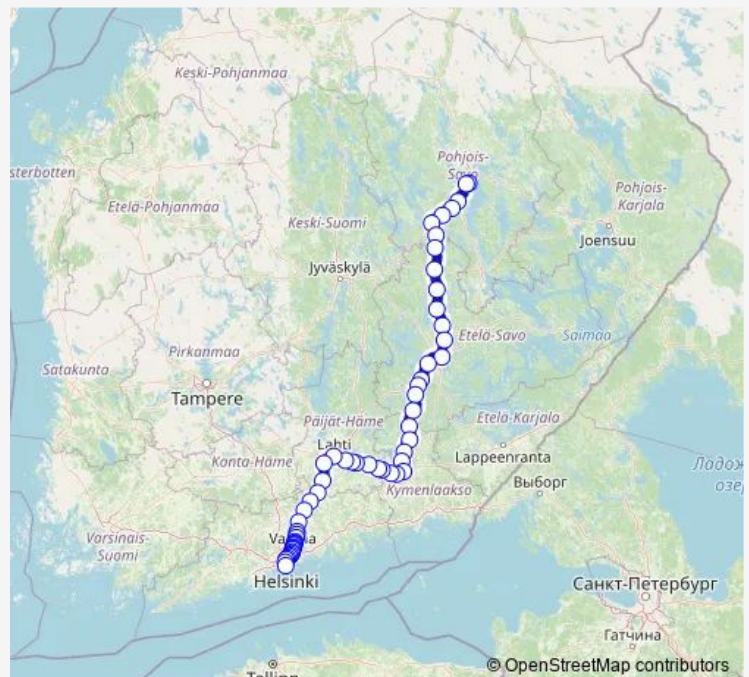 Keski-Pohjanmaa
sterbotten
Pohjois-
Savo
Etelä-Pohjanmaa
Pohjois-
Karjala
Keski-Suomi
Joensuu
Jyväskylä
Etelä-Savo
Saimaa
Pirkanmaa
Satakunta
Tampere
Päijät-Häme
Etelä-Karjala
Lahti
Kanta-Häme
Lappeenranta
Ладож
озе
Kymenlaakso
Выборг
Varsinais-
Suomi
Helsinki
Санкт-Петербург
Гатчина
Tallinn
© OpenStreetMap contributors